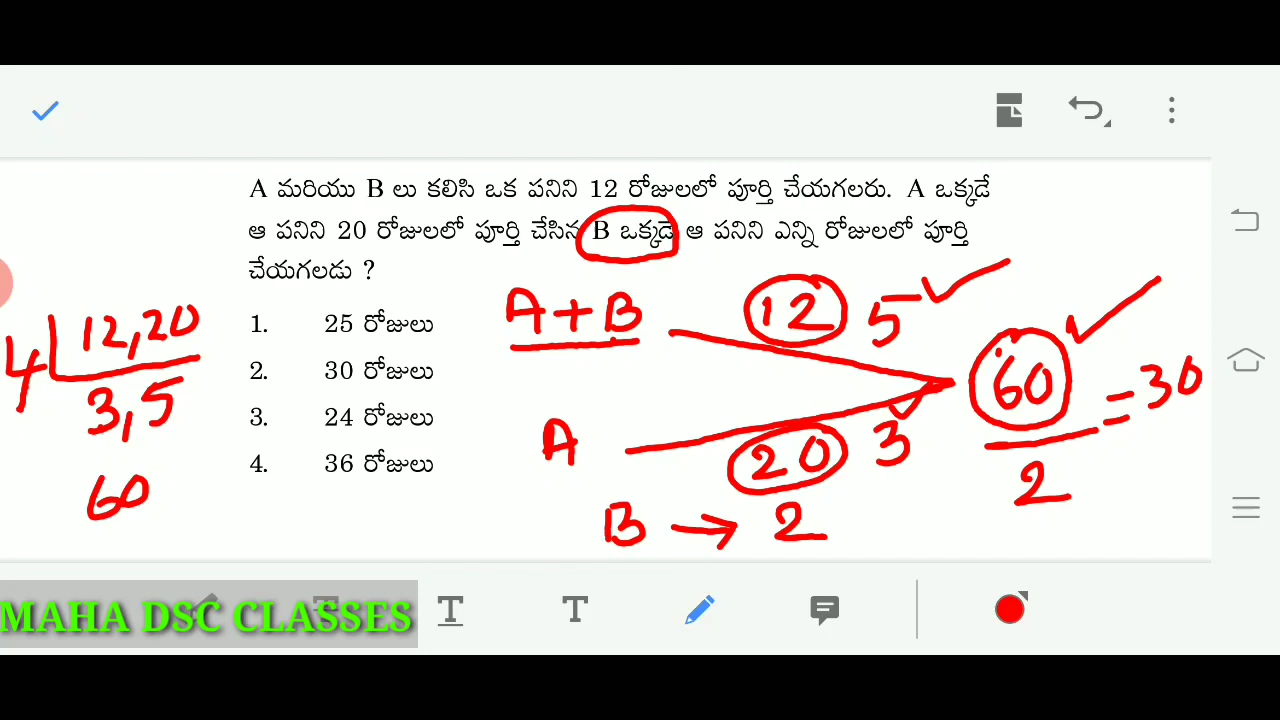 A మరియు B లు కలిసి ఒక పనిని 12 రోజులలో పూర్తి చేయగలరు. A ఒక్కడే
ఆ పనిని 20 రోజులలో పూర్తి చేసిన B ఒక్కడే ఆ పనిని ఎన్ని రోజులలో పూర్తి
చేయగలడు ?
1. 25 రోజులు
2. 30 రోజులు
3. 24 రోజులు
4. 36 రోజులు
4 12,20
3,5
60
A+B 12 5
60 = 30
2
A 20 3
B → 2
MAHA DSC CLASSES
T
T
T